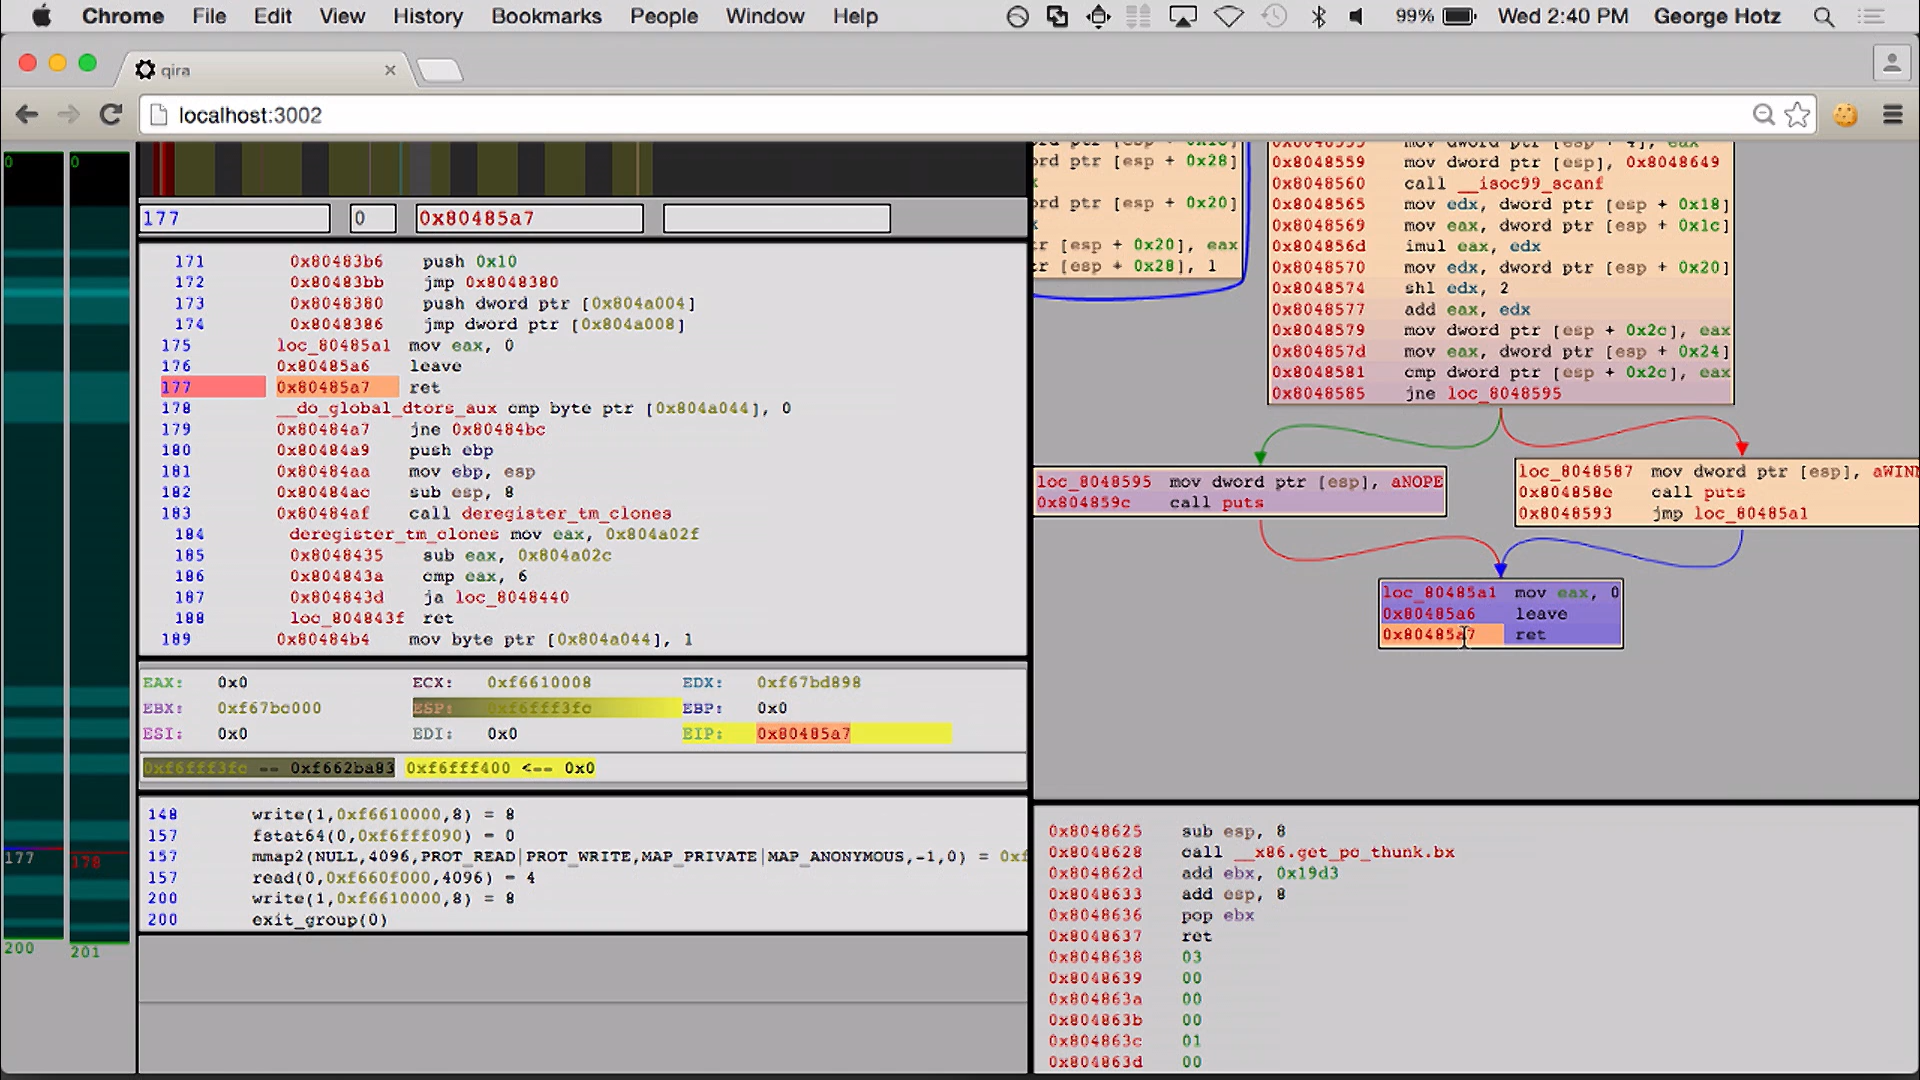 Chrome File Edit View History Bookmarks People Window Help 99% Wed 2:40 PM George Hotz
qira
localhost:3002
0 0
177 0 0x80485a7
171 0x80483b6 push 0x10
172 0x80483bb jmp 0x8048380
173 0x8048380 push dword ptr [0x804a004]
174 0x8048386 jmp dword ptr [0x804a008]
175 loc_80485a1 mov eax, 0
176 0x80485a6 leave
177 0x80485a7 ret
178 __do_global_dtors_aux cmp byte ptr [0x804a044], 0
179 0x80484a7 jne 0x80484bc
180 0x80484a9 push ebp
181 0x80484aa mov ebp, esp
182 0x80484ac sub esp, 8
183 0x80484af call deregister_tm_clones
184 deregister_tm_clones mov eax, 0x804a02f
185 0x8048435 sub eax, 0x804a02c
186 0x804843a cmp eax, 6
187 0x804843d ja loc_8048440
188 loc_804843f ret
189 0x80484b4 mov byte ptr [0x804a044], 1
EAX: 0x0 ECX: 0xf6610008 EDX: 0xf67bd898
EBX: 0xf67bc000 ESP: 0xf6fff3fc EBP: 0x0
ESI: 0x0 EDI: 0x0 EIP: 0x80485a7
0xf6fff3fc -- 0xf662ba83 0xf6fff400 <-- 0x0
148 write(1,0xf6610000,8) = 8
157 fstat64(0,0xf6fff090) = 0
157 mmap2(NULL,4096,PROT_READ|PROT_WRITE,MAP_PRIVATE|MAP_ANONYMOUS,-1,0) = 0xf
157 read(0,0xf660f000,4096) = 4
200 write(1,0xf6610000,8) = 8
200 exit_group(0)
177 178
200 201
ord ptr [esp + 0x28]
ord ptr [esp + 0x20]
[esp + 0x20], eax
[esp + 0x28], 1
mov dword ptr [esp + 4], eax
0x8048559 mov dword ptr [esp], 0x8048649
0x8048560 call __isoc99_scanf
0x8048565 mov edx, dword ptr [esp + 0x18]
0x8048569 mov eax, dword ptr [esp + 0x1c]
0x804856d imul eax, edx
0x8048570 mov edx, dword ptr [esp + 0x20]
0x8048574 shl edx, 2
0x8048577 add eax, edx
0x8048579 mov dword ptr [esp + 0x2c], eax
0x804857d mov eax, dword ptr [esp + 0x24]
0x8048581 cmp dword ptr [esp + 0x2c], eax
0x8048585 jne loc_8048595
loc_8048595 mov dword ptr [esp], aNOPE
0x804859c call puts
loc_8048587 mov dword ptr [esp], aWINN
0x804858e call puts
0x8048593 jmp loc_80485a1
loc_80485a1 mov eax, 0
0x80485a6 leave
0x80485a7 ret
0x8048625 sub esp, 8
0x8048628 call __x86.get_pc_thunk.bx
0x804862d add ebx, 0x19d3
0x8048633 add esp, 8
0x8048636 pop ebx
0x8048637 ret
0x8048638 03
0x8048639 00
0x804863a 00
0x804863b 00
0x804863c 01
0x804863d 00